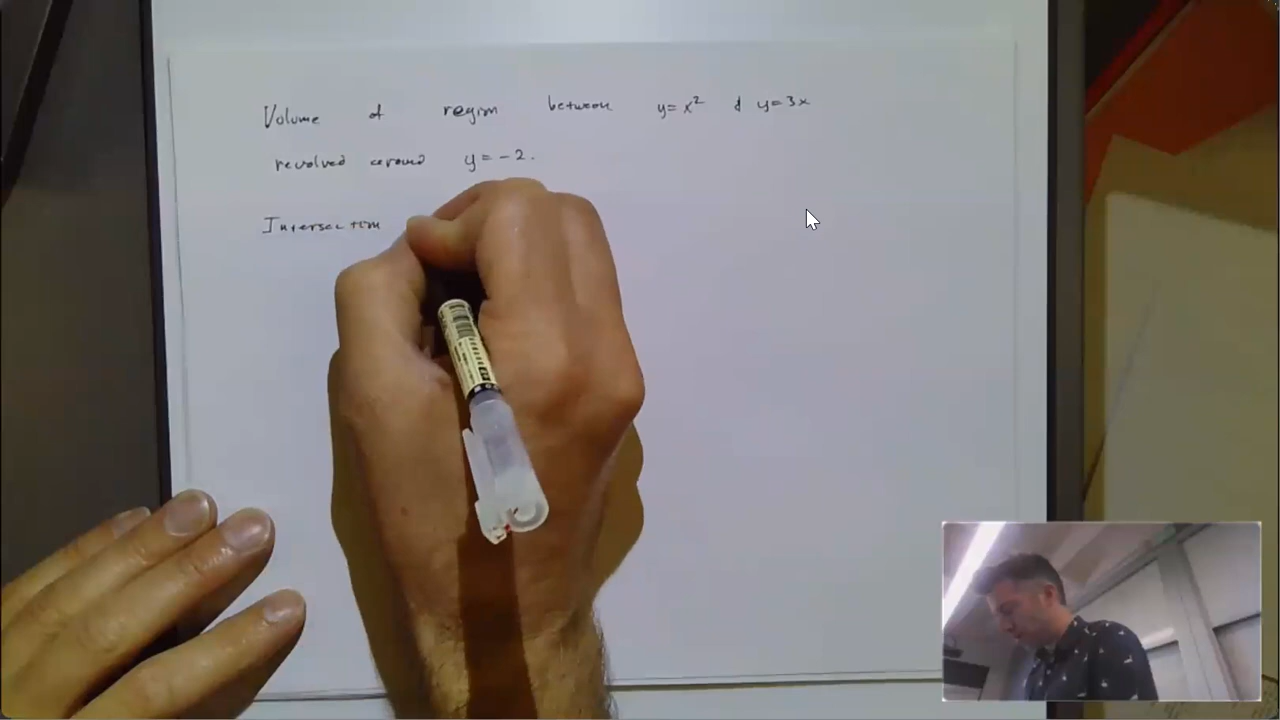 Volume of region between y=x² & y=3x
revolved around y=-2.
Intersection